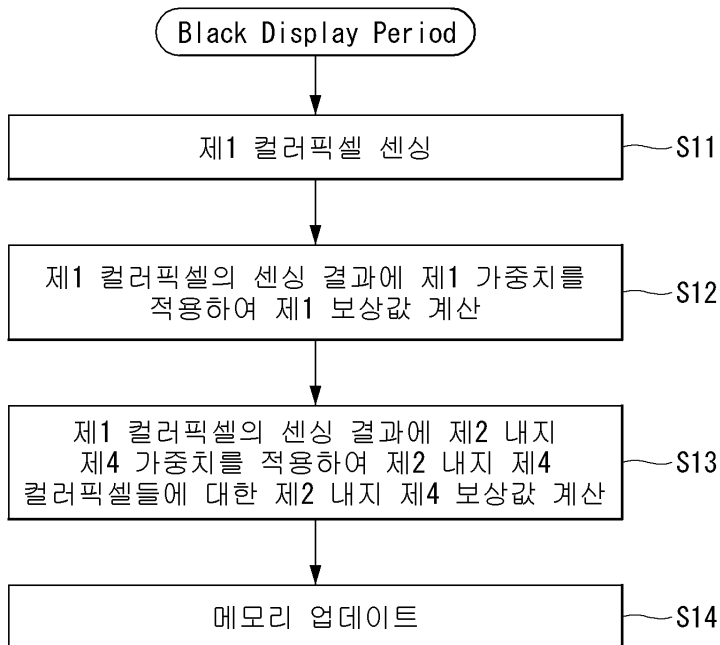 Black Display Period
제1 컬러픽셀 센싱
S11
제1 컬러픽셀의 센싱 결과에 제1 가중치를
적용하여 제1 보상값 계산
S12
제1 컬러픽셀의 센싱 결과에 제2 내지
제4 가중치를 적용하여 제2 내지 제4
컬러픽셀들에 대한 제2 내지 제4 보상값 계산
S13
메모리 업데이트
S14